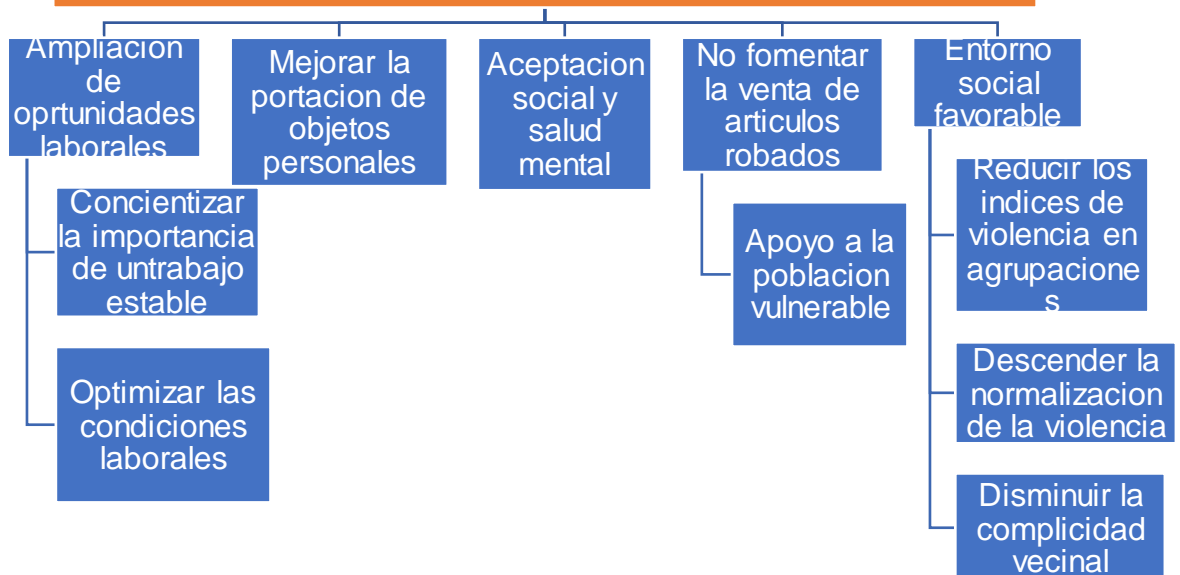 Ampliacion
de
oprtunidades
laborales
Mejorar la
portacion de
objetos
personales
Aceptacion
social y
salud
mental
No fomentar
la venta de
articulos
robados
Entorno
social
favorable
Concientizar
la importancia
de untrabajo
estable
Optimizar las
condiciones
laborales
Apoyo a la
poblacion
vulnerable
Reducir los
indices de
violencia en
agrupacione
s
Descender la
normalizacion
de la violencia
Disminuir la
complicidad
vecinal